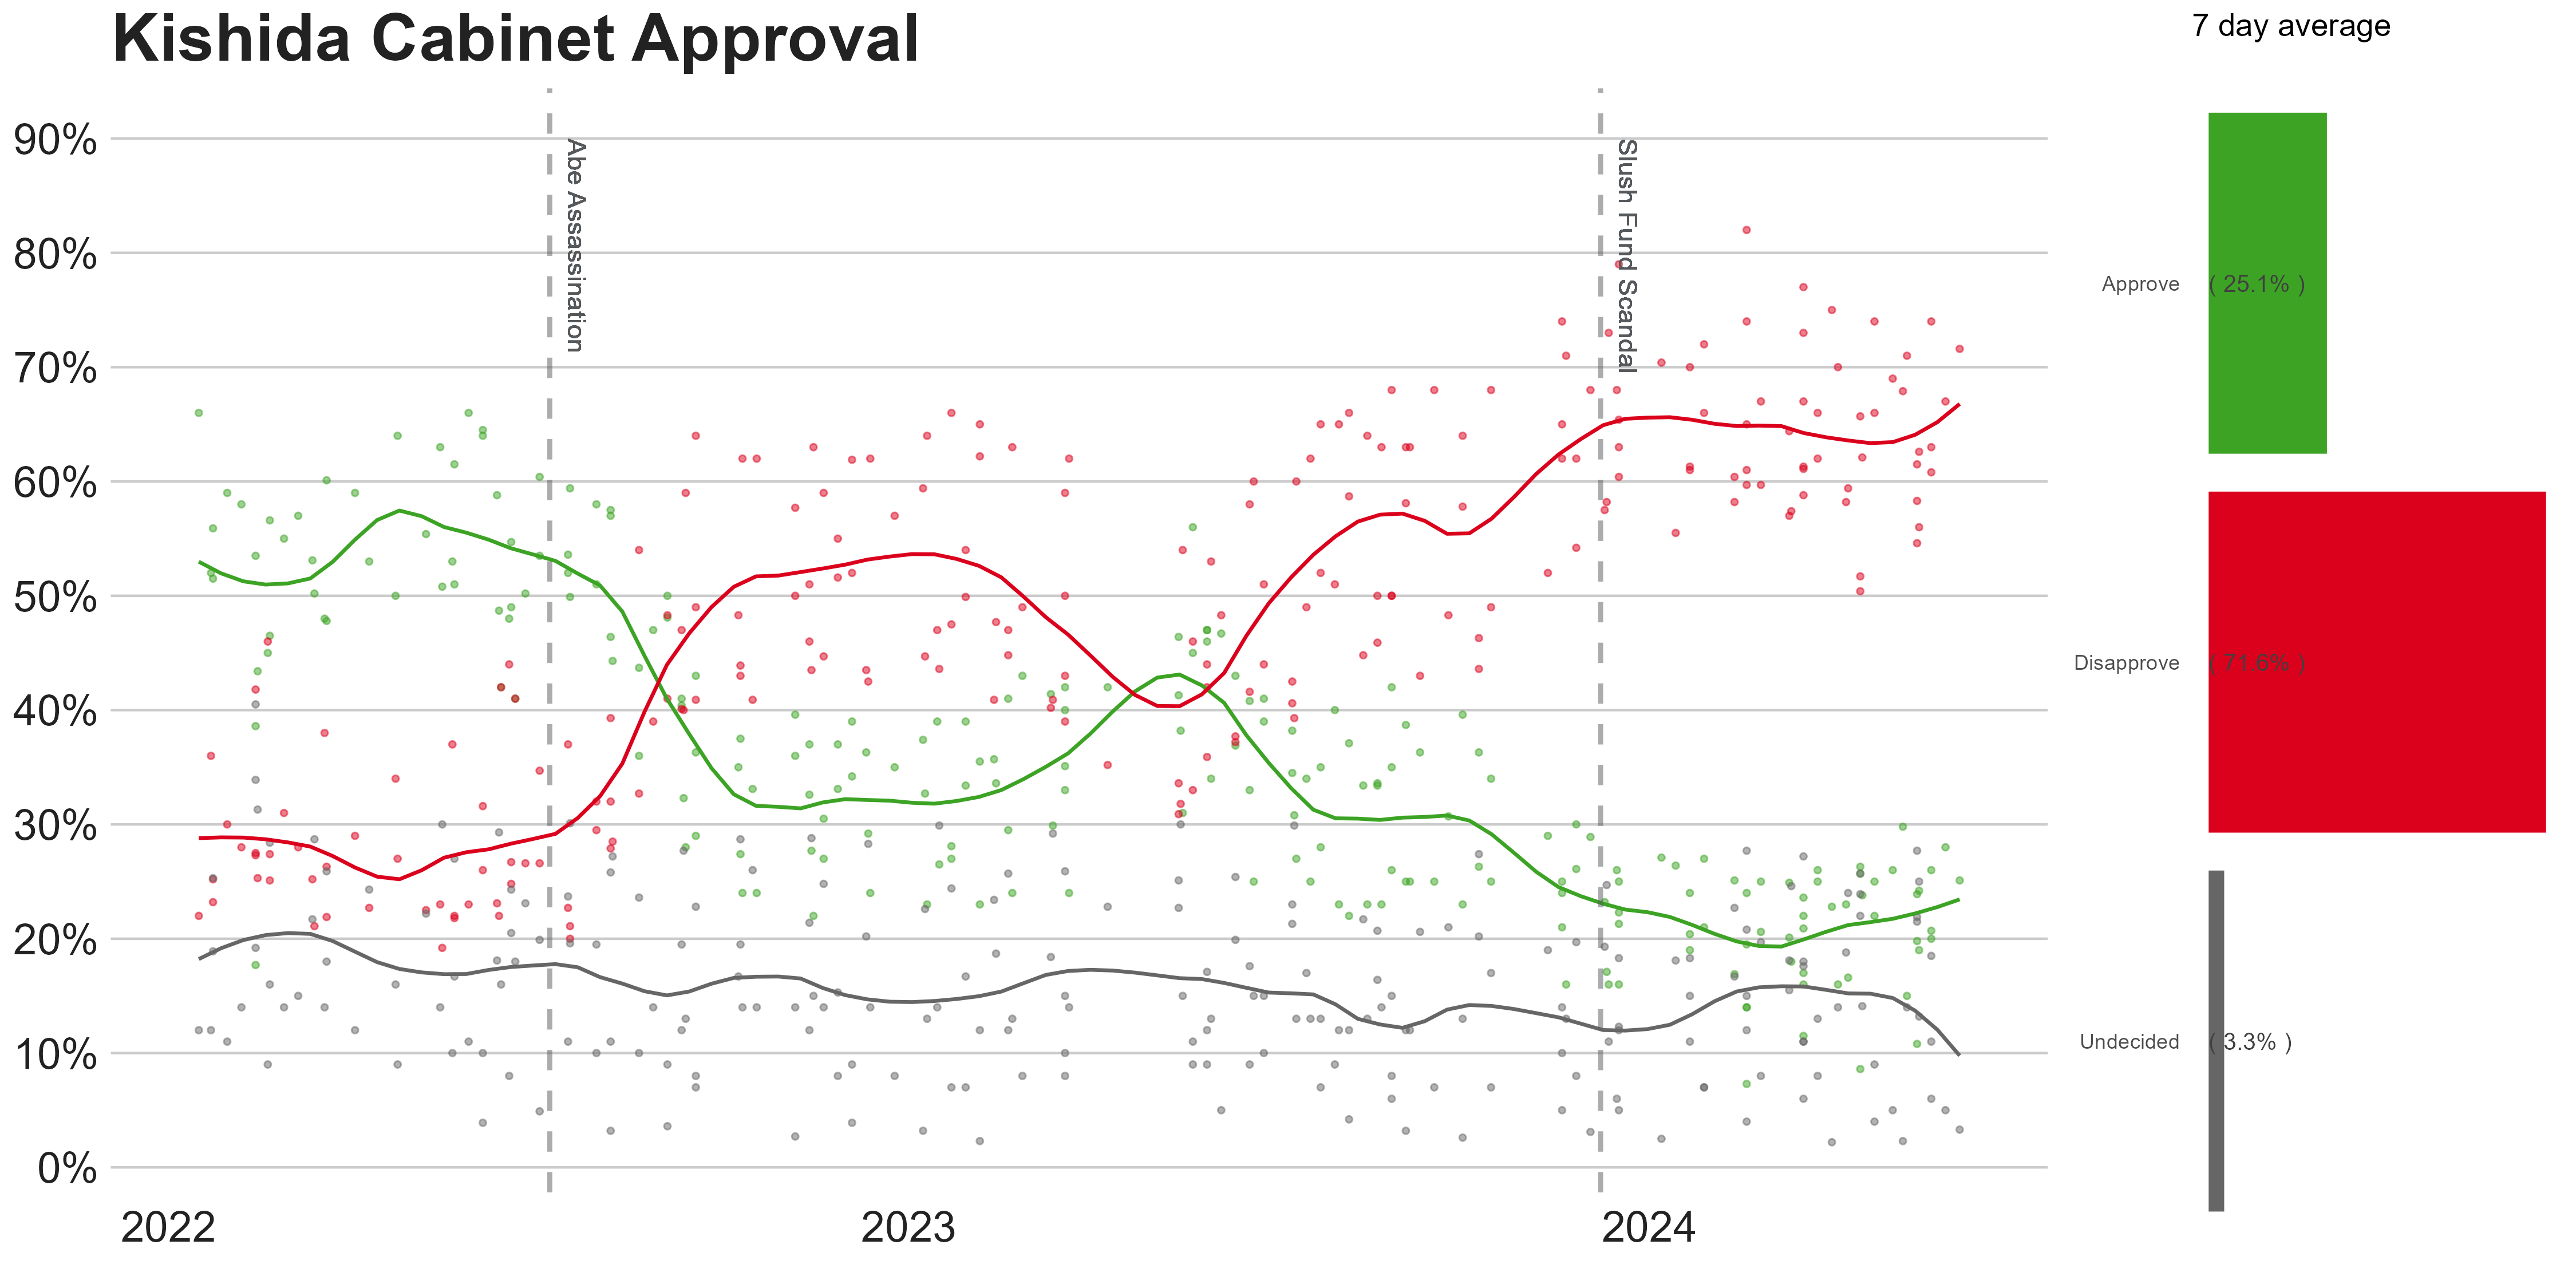 Kishida Cabinet Approval
7 day average
90%
80%
70%
60%
50%
40%
30%
20%
10%
0%
Abe Assassination
Slush Fund Scandal
2022
2023
2024
Approve
( 25.1% )
Disapprove
( 71.6% )
Undecided
( 3.3% )